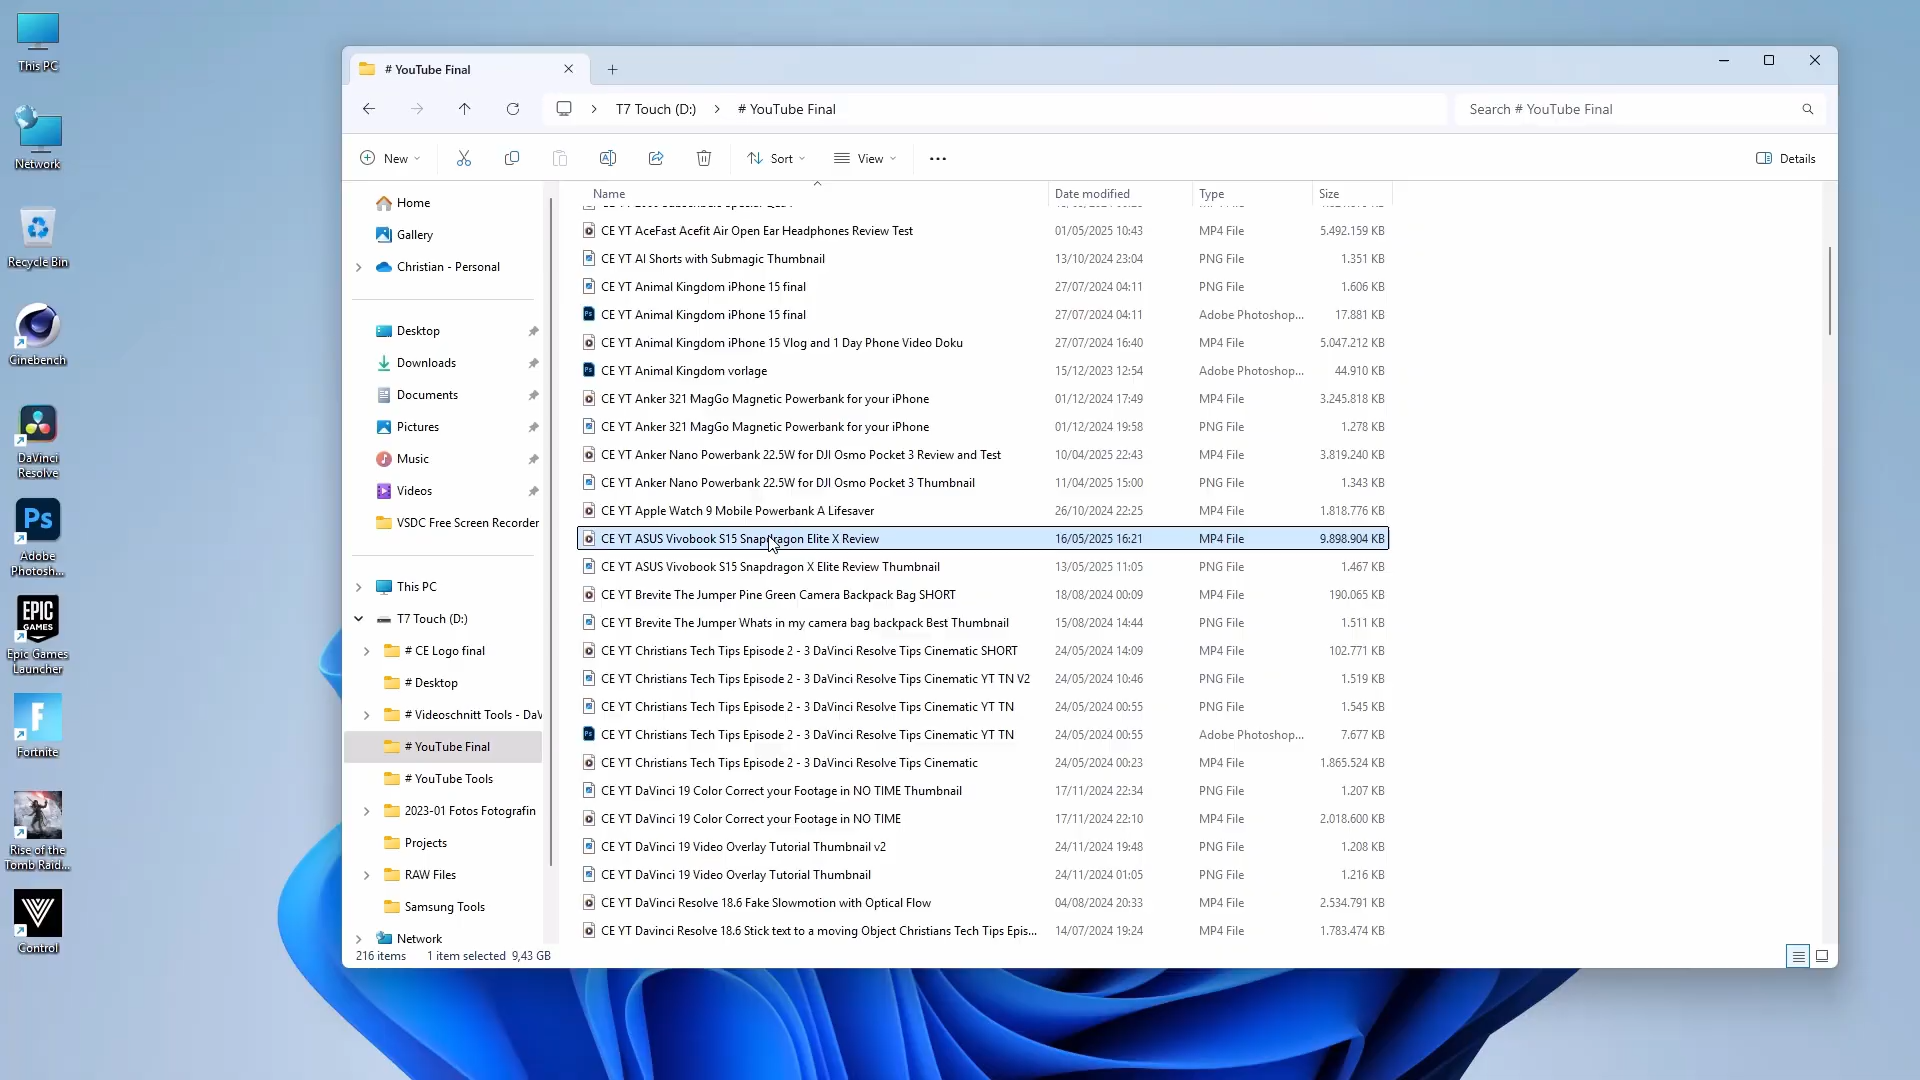 This PC
Network
Recycle Bin
Cinebench
DaVinci
Resolve
Adobe
Photosh...
Epic Games
Launcher
Fortnite
Rise of the
Tomb Raid...
Control
# YouTube Final
T7 Touch (D:)
# YouTube Final
Search # YouTube Final
New
Sort
View
Details
Home
Gallery
Christian - Personal
Desktop
Downloads
Documents
Pictures
Music
Videos
VSDC Free Screen Recorder
This PC
T7 Touch (D:)
# CE Logo final
# Desktop
# Videoschnitt Tools - DaV
# YouTube Final
# YouTube Tools
2023-01 Fotos Fotografin
Projects
RAW Files
Samsung Tools
Network
Name Date modified Type Size
CE YT AceFast Acefit Air Open Ear Headphones Review Test 01/05/2025 10:43 MP4 File 5.492.159 KB
CE YT AI Shorts with Submagic Thumbnail 13/10/2024 23:04 PNG File 1.351 KB
CE YT Animal Kingdom iPhone 15 final 27/07/2024 04:11 PNG File 1.606 KB
CE YT Animal Kingdom iPhone 15 final 27/07/2024 04:11 Adobe Photoshop... 17.881 KB
CE YT Animal Kingdom iPhone 15 Vlog and 1 Day Phone Video Doku 27/07/2024 16:40 MP4 File 5.047.212 KB
CE YT Animal Kingdom vorlage 15/12/2023 12:54 Adobe Photoshop... 44.910 KB
CE YT Anker 321 MagGo Magnetic Powerbank for your iPhone 01/12/2024 17:49 MP4 File 3.245.818 KB
CE YT Anker 321 MagGo Magnetic Powerbank for your iPhone 01/12/2024 19:58 PNG File 1.278 KB
CE YT Anker Nano Powerbank 22.5W for DJI Osmo Pocket 3 Review and Test 10/04/2025 22:43 MP4 File 3.819.240 KB
CE YT Anker Nano Powerbank 22.5W for DJI Osmo Pocket 3 Thumbnail 11/04/2025 15:00 PNG File 1.343 KB
CE YT Apple Watch 9 Mobile Powerbank A Lifesaver 26/10/2024 22:25 MP4 File 1.818.776 KB
CE YT ASUS Vivobook S15 Snapdragon Elite X Review 16/05/2025 16:21 MP4 File 9.898.904 KB
CE YT ASUS Vivobook S15 Snapdragon X Elite Review Thumbnail 13/05/2025 11:05 PNG File 1.467 KB
CE YT Brevite The Jumper Pine Green Camera Backpack Bag SHORT 18/08/2024 00:09 MP4 File 190.065 KB
CE YT Brevite The Jumper Whats in my camera bag backpack Best Thumbnail 15/08/2024 14:44 PNG File 1.511 KB
CE YT Christians Tech Tips Episode 2 - 3 DaVinci Resolve Tips Cinematic SHORT 24/05/2024 14:09 MP4 File 102.771 KB
CE YT Christians Tech Tips Episode 2 - 3 DaVinci Resolve Tips Cinematic YT TN V2 24/05/2024 10:46 PNG File 1.519 KB
CE YT Christians Tech Tips Episode 2 - 3 DaVinci Resolve Tips Cinematic YT TN 24/05/2024 00:55 PNG File 1.545 KB
CE YT Christians Tech Tips Episode 2 - 3 DaVinci Resolve Tips Cinematic YT TN 24/05/2024 00:55 Adobe Photoshop... 7.677 KB
CE YT Christians Tech Tips Episode 2 - 3 DaVinci Resolve Tips Cinematic 24/05/2024 00:23 MP4 File 1.865.524 KB
CE YT DaVinci 19 Color Correct your Footage in NO TIME Thumbnail 17/11/2024 22:34 PNG File 1.207 KB
CE YT DaVinci 19 Color Correct your Footage in NO TIME 17/11/2024 22:10 MP4 File 2.018.600 KB
CE YT DaVinci 19 Video Overlay Tutorial Thumbnail v2 24/11/2024 19:48 PNG File 1.208 KB
CE YT DaVinci 19 Video Overlay Tutorial Thumbnail 24/11/2024 01:05 PNG File 1.216 KB
CE YT DaVinci Resolve 18.6 Fake Slowmotion with Optical Flow 04/08/2024 20:33 MP4 File 2.534.791 KB
CE YT Davinci Resolve 18.6 Stick text to a moving Object Christians Tech Tips Epis... 14/07/2024 19:24 MP4 File 1.783.474 KB
216 items 1 item selected 9,43 GB